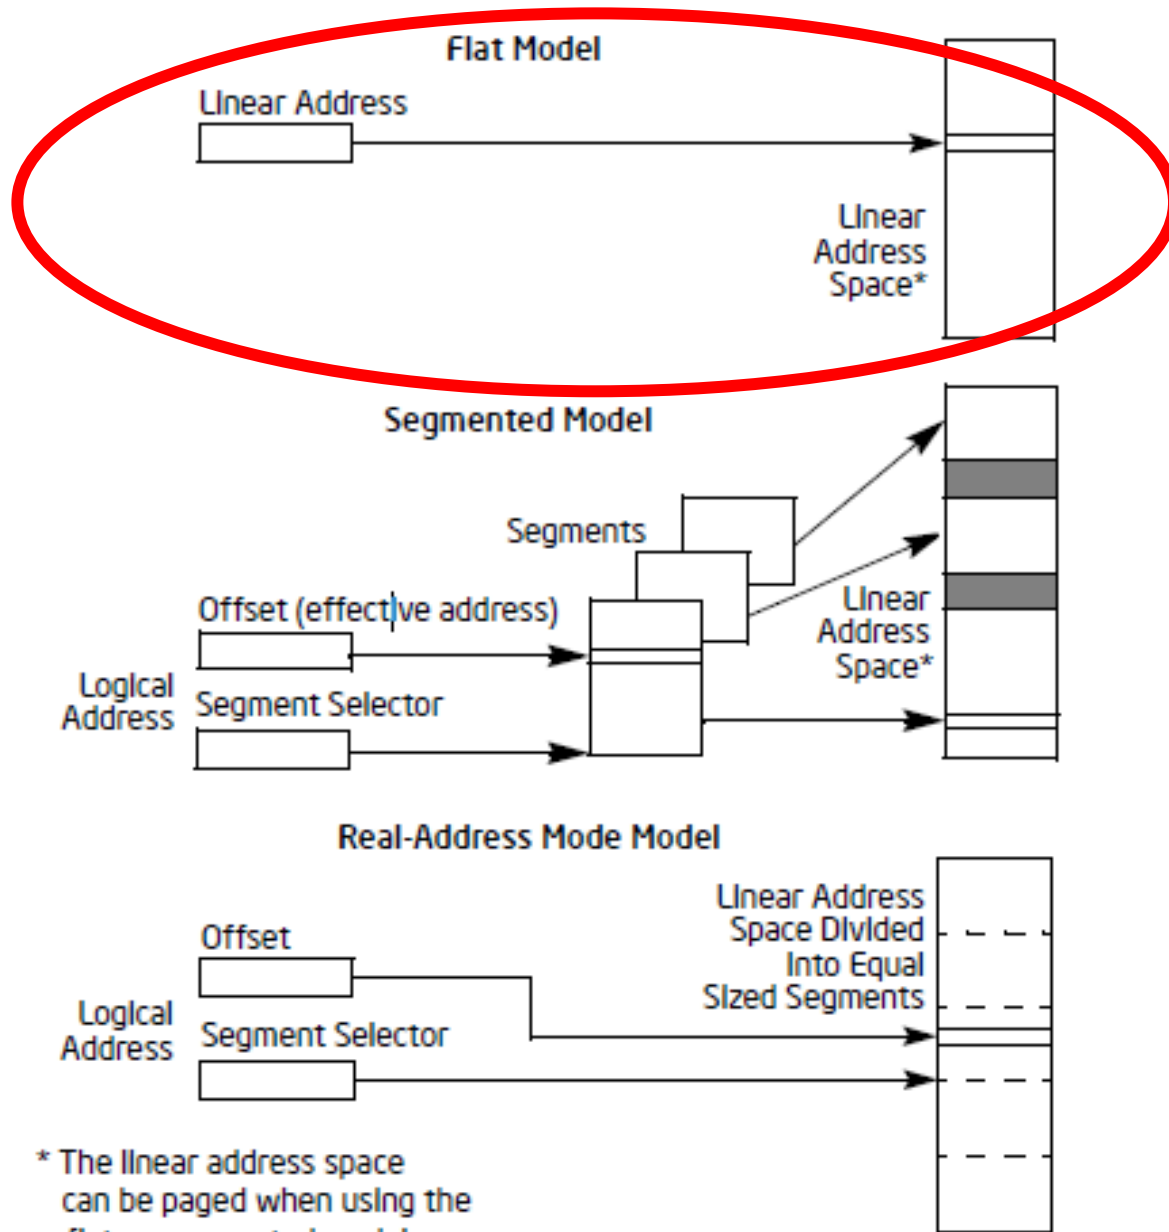 Flat Model
Linear Address
Linear
Address
Space*
Segmented Model
Segments
Offset (effective address)
Logical
Address
Segment Selector
Linear
Address
Space*
Real-Address Mode Model
Linear Address
Space Divided
Into Equal
Sized Segments
Offset
Logical
Address
Segment Selector
* The linear address space
can be paged when using the